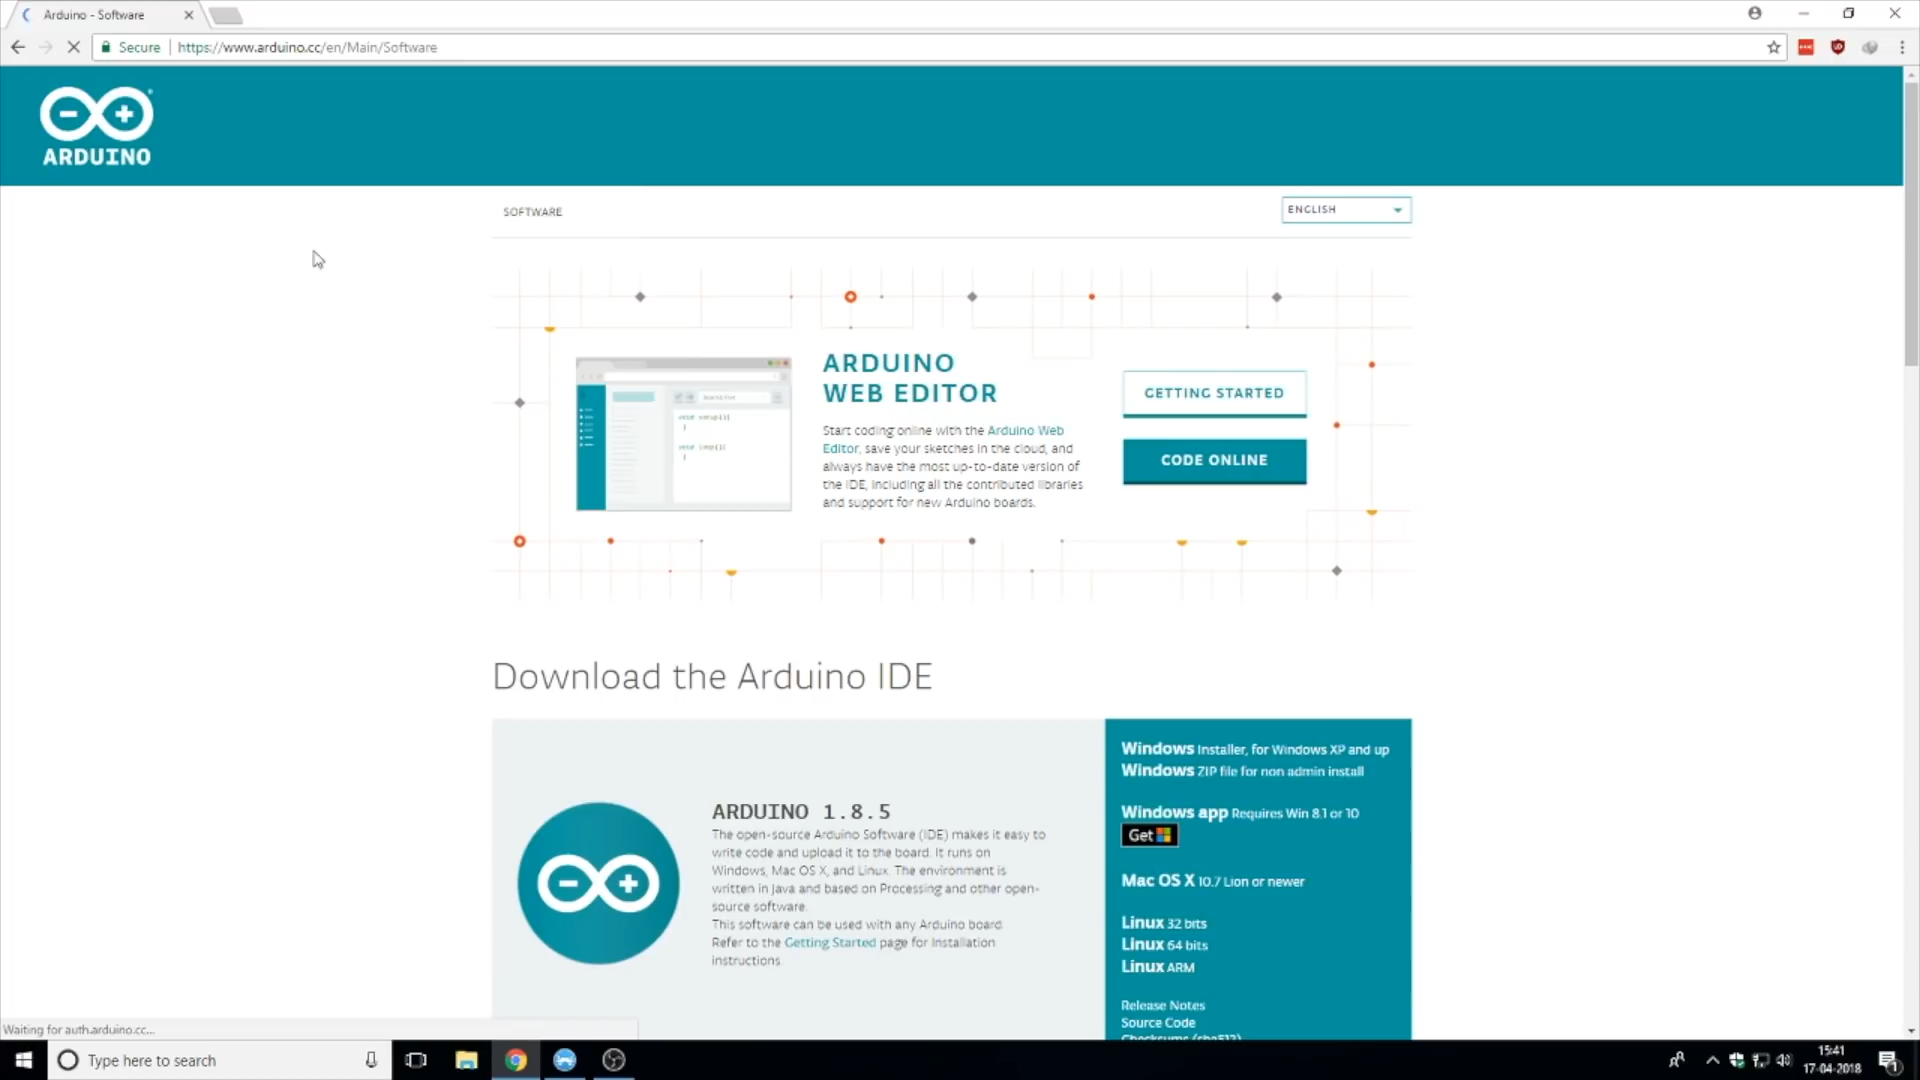 Arduino - Software
Secure
https://www.arduino.cc/en/Main/Software
ARDUINO
SOFTWARE
ENGLISH
ARDUINO
WEB EDITOR
Start coding online with the Arduino Web
Editor, save your sketches in the cloud, and
always have the most up-to-date version of
the IDE, including all the contributed libraries
and support for new Arduino boards.
GETTING STARTED
CODE ONLINE
void setup(){
}
void loop(){
}
Download the Arduino IDE
ARDUINO 1.8.5
The open-source Arduino Software (IDE) makes it easy to
write code and upload it to the board. It runs on
Windows, Mac OS X, and Linux. The environment is
written in Java and based on Processing and other open-
source software.
This software can be used with any Arduino board.
Refer to the Getting Started page for Installation
instructions.
Windows Installer, for Windows XP and up
Windows ZIP file for non admin install
Windows app Requires Win 8.1 or 10
Get
Mac OS X 10.7 Lion or newer
Linux 32 bits
Linux 64 bits
Linux ARM
Release Notes
Source Code
Checksums (sha512)
Waiting for auth.arduino.cc...
Type here to search
15:41
17-04-2018
1